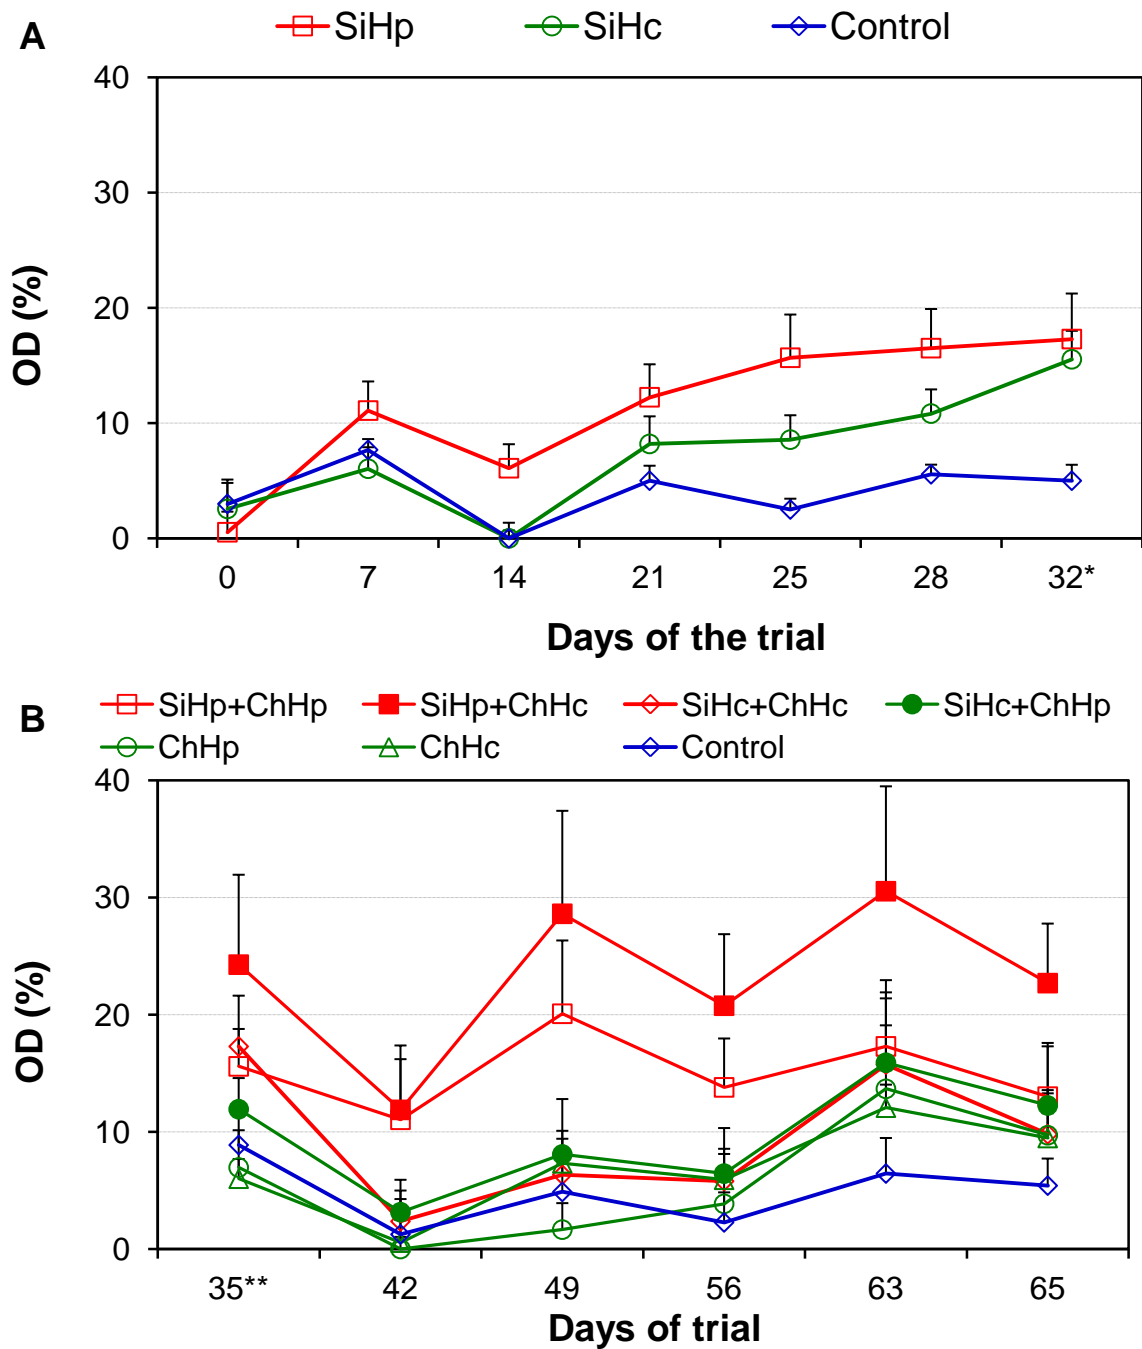 A
SiHp SiHc Control
40
30
20
10
0
OD (%)
0 7 14 21 25 28 32*
Days of the trial
B
SiHp+ChHp SiHp+ChHc SiHc+ChHc SiHc+ChHp
ChHp ChHc Control
40
30
20
10
0
OD (%)
35** 42 49 56 63 65
Days of trial